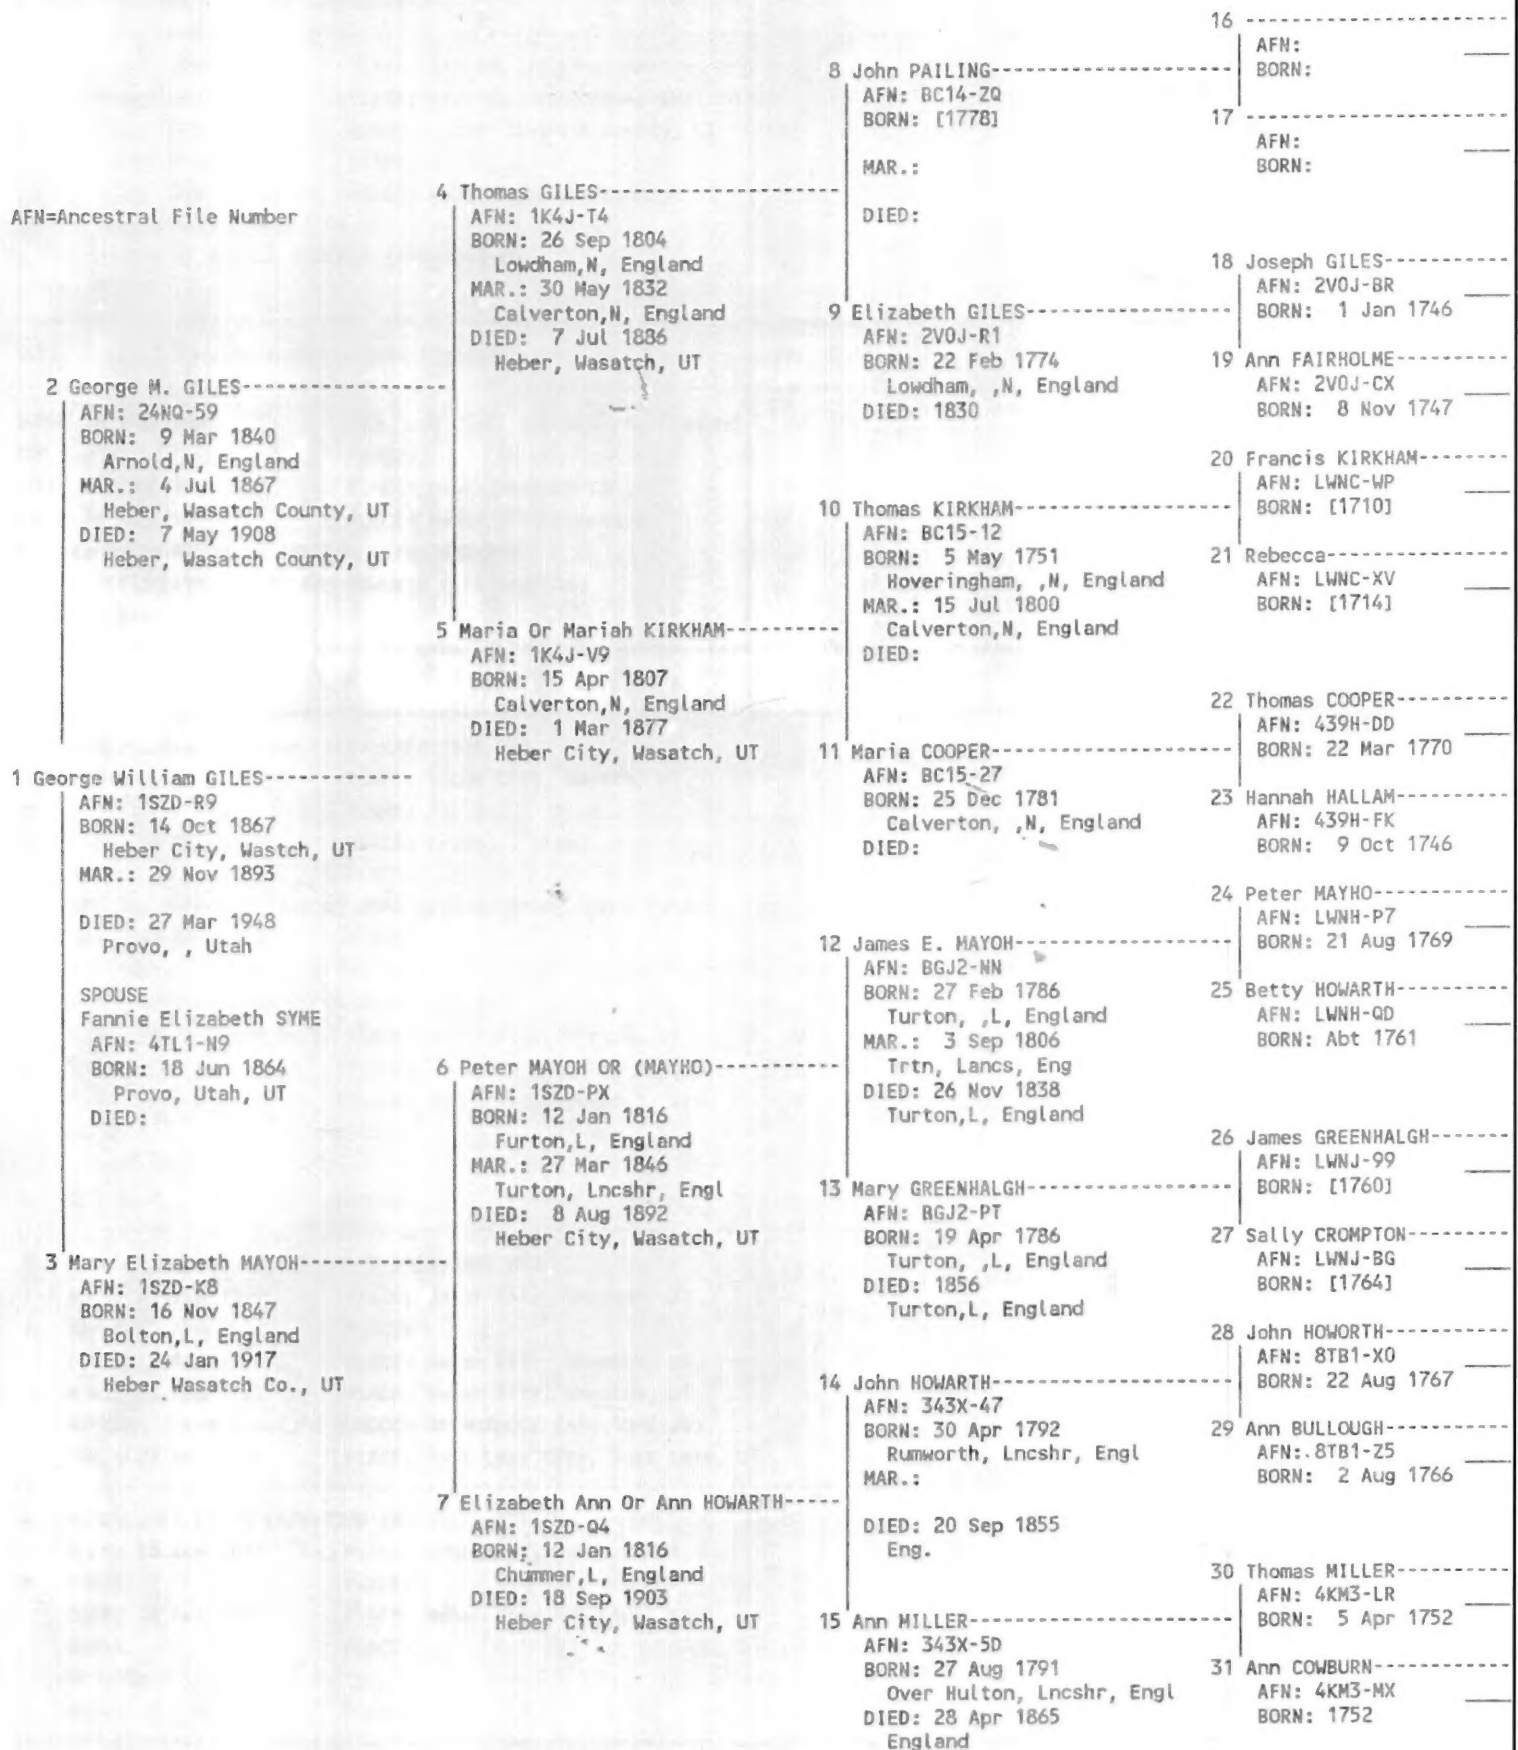 AFN=Ancestral File Number
1 George William GILES------------
AFN: 1SZD-R9
BORN: 14 Oct 1867
Heber City, Wastch, UT
MAR.: 29 Nov 1893
DIED: 27 Mar 1948
Provo, , Utah
SPOUSE
Fannie Elizabeth SYME
AFN: 4TL1-N9
BORN: 18 Jun 1864
Provo, Utah, UT
DIED:
2 George M. GILES-----------------
AFN: 24NQ-59
BORN:  9 Mar 1840
Arnold,N, England
MAR.:  4 Jul 1867
Heber, Wasatch County, UT
DIED:  7 May 1908
Heber, Wasatch County, UT
3 Mary Elizabeth MAYOH------------
AFN: 1SZD-K8
BORN: 16 Nov 1847
Bolton,L, England
DIED: 24 Jan 1917
Heber Wasatch Co., UT
4 Thomas GILES--------------------
AFN: 1K4J-T4
BORN: 26 Sep 1804
Lowdham,N, England
MAR.: 30 May 1832
Calverton,N, England
DIED:  7 Jul 1886
Heber, Wasatch, UT
5 Maria Or Mariah KIRKHAM---------
AFN: 1K4J-V9
BORN: 15 Apr 1807
Calverton,N, England
DIED:  1 Mar 1877
Heber City, Wasatch, UT
6 Peter MAYOH OR (MAYHO)----------
AFN: 1SZD-PX
BORN: 12 Jan 1816
Furton,L, England
MAR.: 27 Mar 1846
Turton, Lncshr, Engl
DIED:  8 Aug 1892
Heber City, Wasatch, UT
7 Elizabeth Ann Or Ann HOWARTH-----
AFN: 1SZD-Q4
BORN: 12 Jan 1816
Chummer,L, England
DIED: 18 Sep 1903
Heber City, Wasatch, UT
8 John PAILING--------------------
AFN: BC14-ZQ
BORN: [1778]
MAR.:
DIED:
9 Elizabeth GILES-----------------
AFN: 2V0J-R1
BORN: 22 Feb 1774
Lowdham, ,N, England
DIED: 1830
10 Thomas KIRKHAM------------------
AFN: BC15-12
BORN:  5 May 1751
Hoveringham, ,N, England
MAR.: 15 Jul 1800
Calverton,N, England
DIED:
11 Maria COOPER--------------------
AFN: BC15-27
BORN: 25 Dec 1781
Calverton, ,N, England
DIED:
12 James E. MAYOH------------------
AFN: BGJ2-NN
BORN: 27 Feb 1786
Turton, ,L, England
MAR.:  3 Sep 1806
Trtn, Lancs, Eng
DIED: 26 Nov 1838
Turton,L, England
13 Mary GREENHALGH-----------------
AFN: BGJ2-PT
BORN: 19 Apr 1786
Turton, ,L, England
DIED: 1856
Turton,L, England
14 John HOWARTH--------------------
AFN: 343X-47
BORN: 30 Apr 1792
Rumworth, Lncshr, Engl
MAR.:
DIED: 20 Sep 1855
Eng.
15 Ann MILLER----------------------
AFN: 343X-5D
BORN: 27 Aug 1791
Over Hulton, Lncshr, Engl
DIED: 28 Apr 1865
England
16 ---------------------
AFN:
BORN:
17 ---------------------
AFN:
BORN:
18 Joseph GILES----------
AFN: 2V0J-BR
BORN:  1 Jan 1746
19 Ann FAIRHOLME---------
AFN: 2V0J-CX
BORN:  8 Nov 1747
20 Francis KIRKHAM-------
AFN: LWNC-WP
BORN: [1710]
21 Rebecca---------------
AFN: LWNC-XV
BORN: [1714]
22 Thomas COOPER---------
AFN: 439H-DD
BORN: 22 Mar 1770
23 Hannah HALLAM---------
AFN: 439H-FK
BORN:  9 Oct 1746
24 Peter MAYHO-----------
AFN: LWNH-P7
BORN: 21 Aug 1769
25 Betty HOWARTH---------
AFN: LWNH-QD
BORN: Abt 1761
26 James GREENHALGH------
AFN: LWNJ-99
BORN: [1760]
27 Sally CROMPTON--------
AFN: LWNJ-BG
BORN: [1764]
28 John HOWORTH----------
AFN: 8TB1-X0
BORN: 22 Aug 1767
29 Ann BULLOUGH----------
AFN: 8TB1-Z5
BORN:  2 Aug 1766
30 Thomas MILLER---------
AFN: 4KM3-LR
BORN:  5 Apr 1752
31 Ann COWBURN-----------
AFN: 4KM3-MX
BORN: 1752